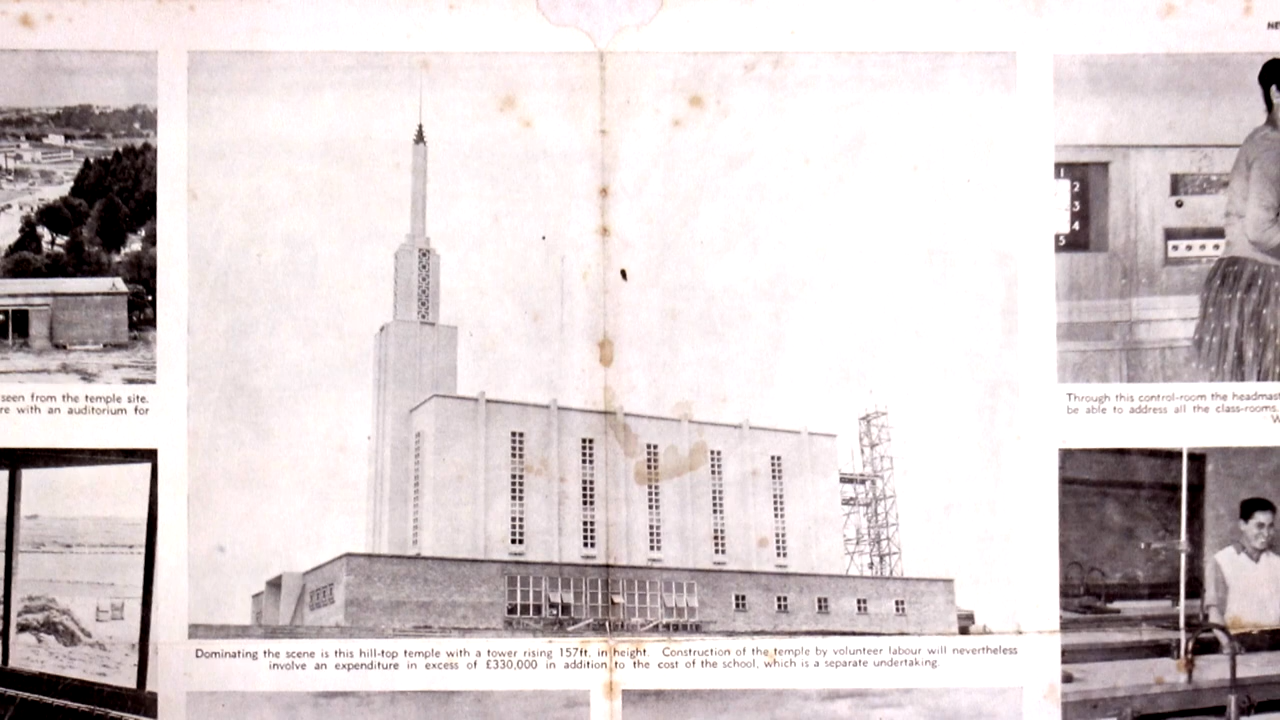 NE
seen from the temple site.
re with an auditorium for
Dominating the scene is this hill-top temple with a tower rising 157ft. in height. Construction of the temple by volunteer labour will nevertheless
involve an expenditure in excess of £330,000 in addition to the cost of the school, which is a separate undertaking.
1
2
3
4
5
Through this control-room the headmast
be able to address all the class-rooms.
W